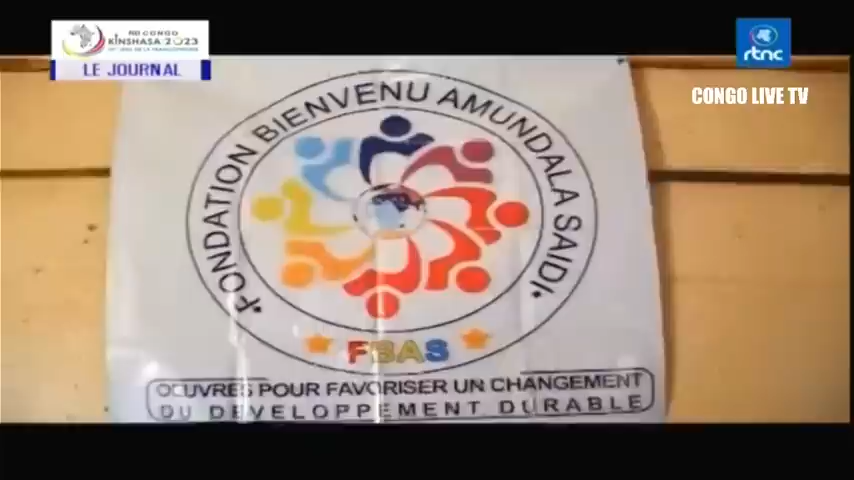 RD CONGO
KINSHASA 2023
LE JOURNAL
rtnc
CONGO LIVE TV
FONDATION BIENVENU AMUNDALA SAIDI
FBAS
OEUVRES POUR FAVORISER UN CHANGEMENT
DU DEVELOPPEMENT DURABLE